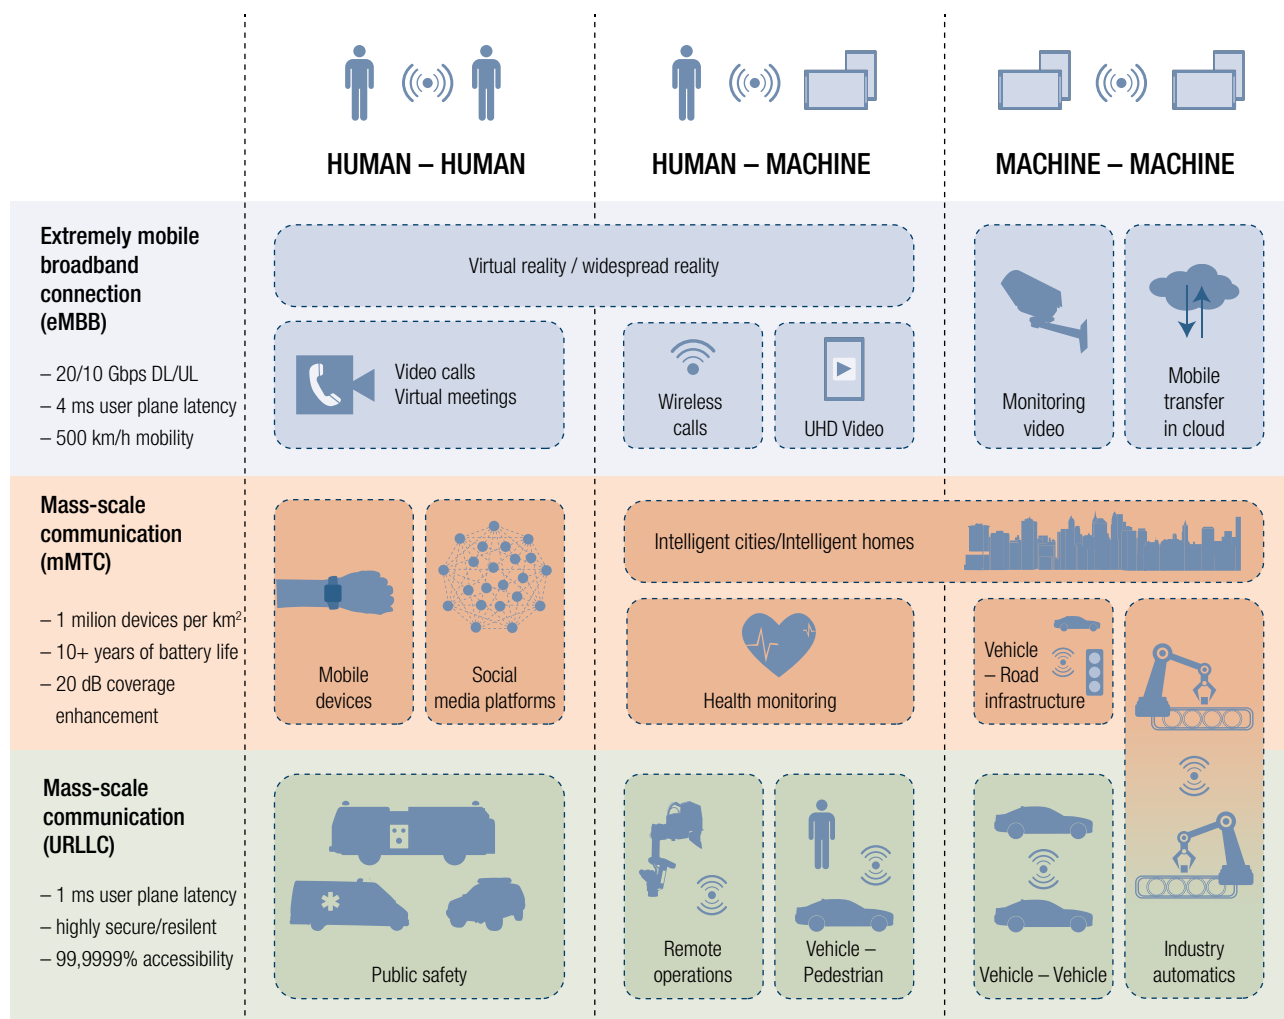 HUMAN – HUMAN
HUMAN – MACHINE
MACHINE – MACHINE
Extremely mobile
broadband
connection
(eMBB)
– 20/10 Gbps DL/UL
– 4 ms user plane latency
– 500 km/h mobility
Virtual reality / widespread reality
Video calls
Virtual meetings
Wireless
calls
UHD Video
Monitoring
video
Mobile
transfer
in cloud
Mass-scale
communication
(mMTC)
– 1 milion devices per km²
– 10+ years of battery life
– 20 dB coverage
enhancement
Mobile
devices
Social
media platforms
Intelligent cities/Intelligent homes
Health monitoring
Vehicle
– Road
infrastructure
Mass-scale
communication
(URLLC)
– 1 ms user plane latency
– highly secure/resilent
– 99,9999% accessibility
Public safety
Remote
operations
Vehicle –
Pedestrian
Vehicle – Vehicle
Industry
automatics